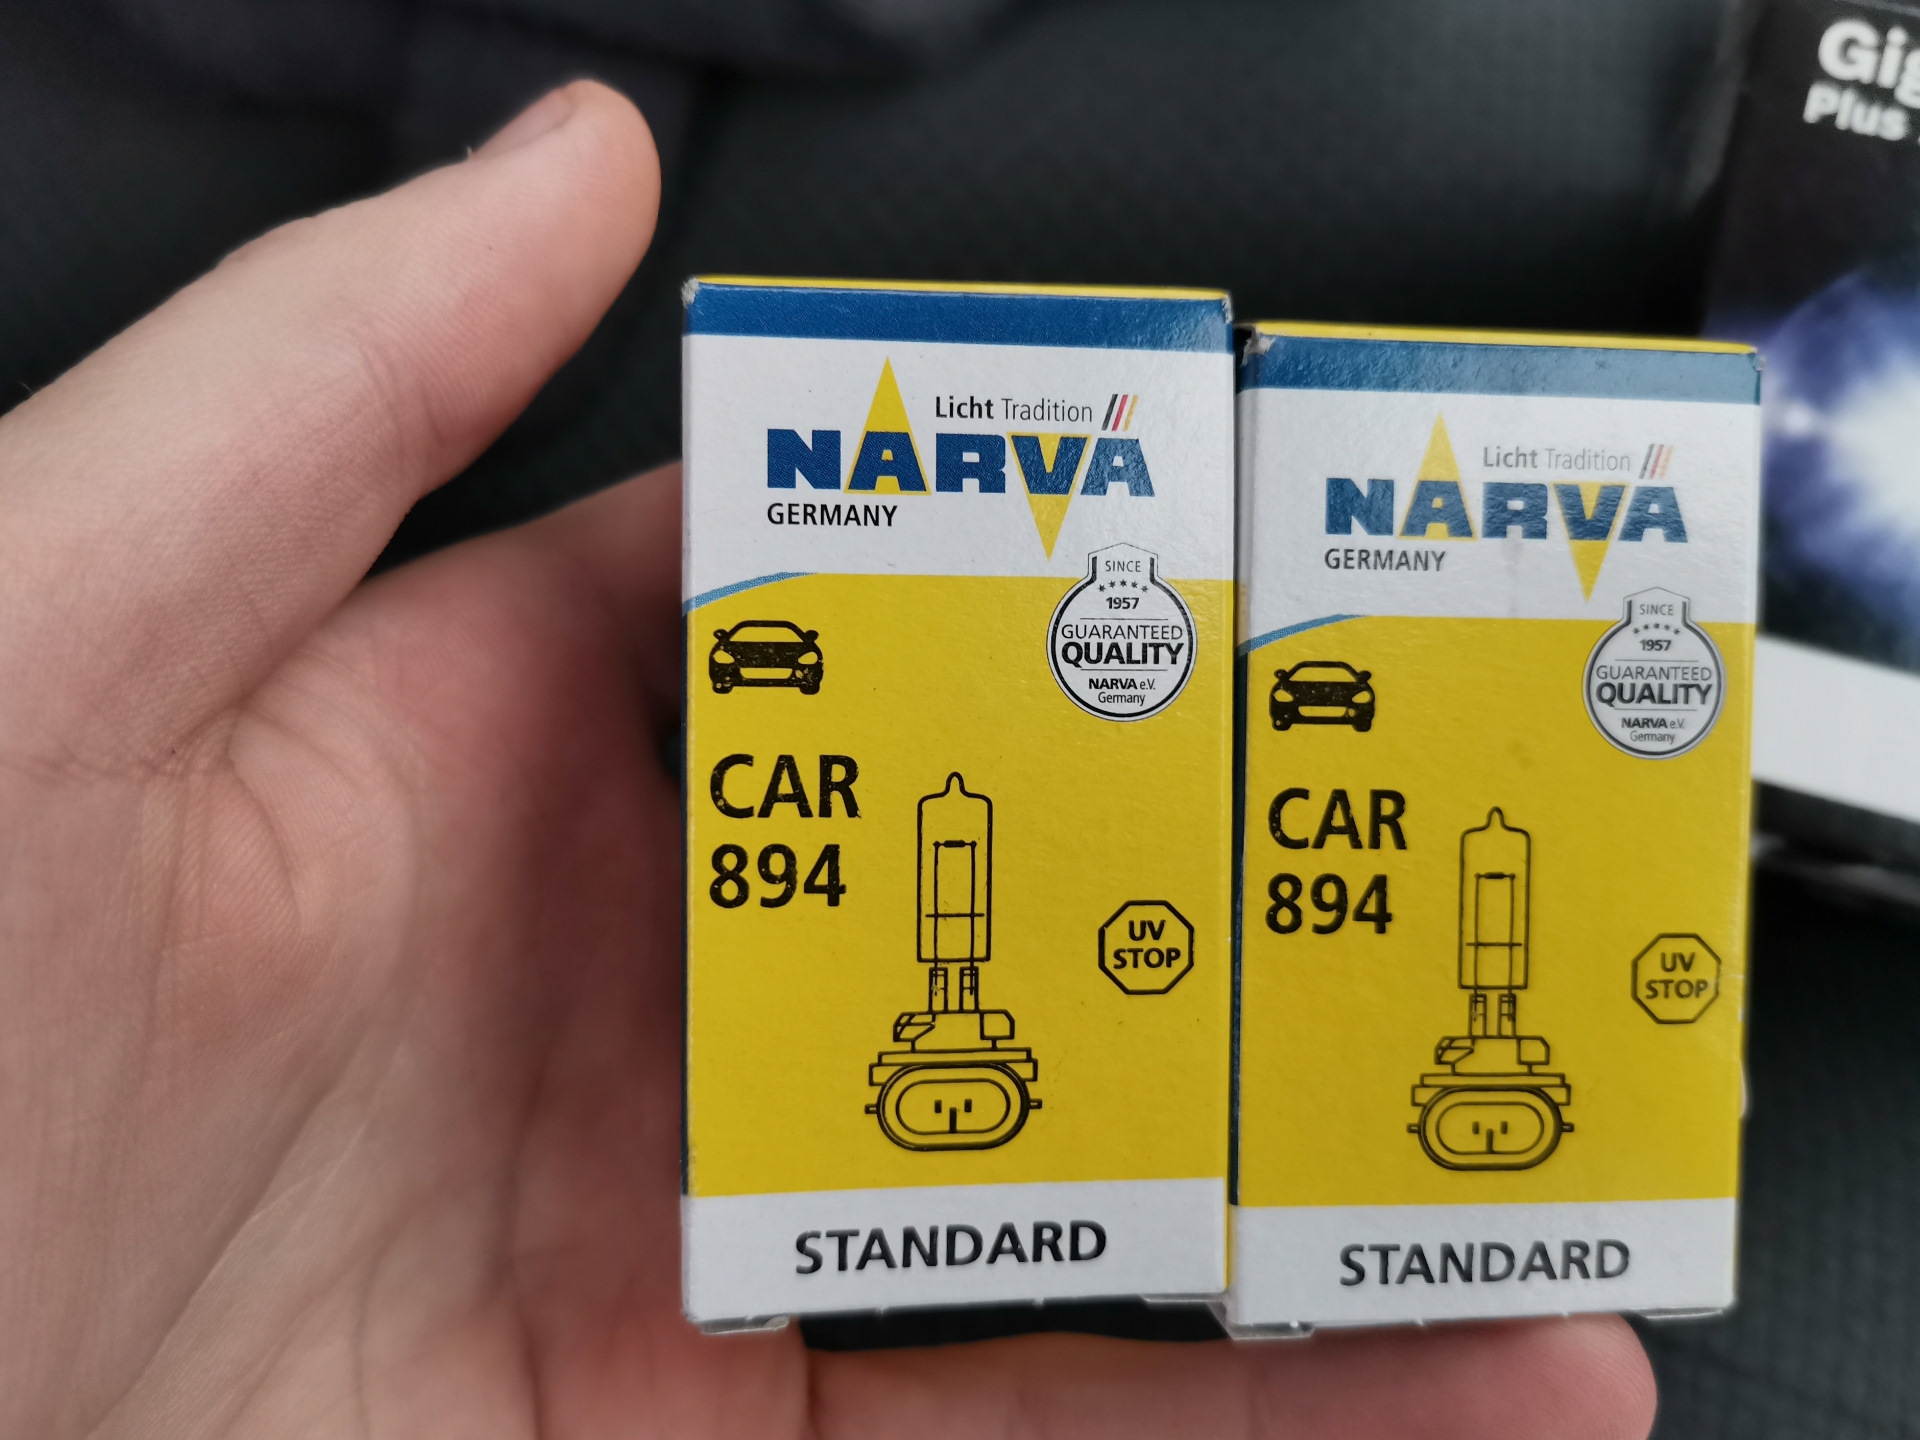 Licht Tradition
NARVA
GERMANY
SINCE
1957
GUARANTEED
QUALITY
NARVA e.V.
Germany
CAR
894
UV
STOP
STANDARD
Licht Tradition
NARVA
GERMANY
SINCE
1957
GUARANTEED
QUALITY
NARVA e.V.
Germany
CAR
894
UV
STOP
STANDARD
Plus